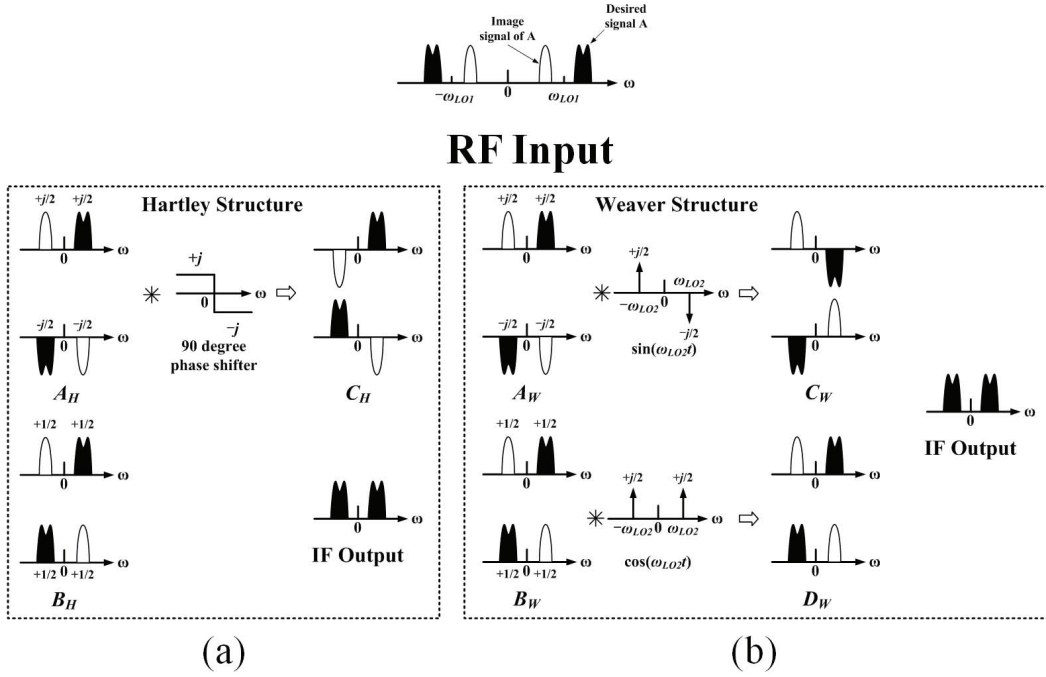 Image signal of A
Desired signal A
−ωLO1 0 ωLO1 ω
RF Input
Hartley Structure
+j/2 +j/2
0 ω
+j
0 ω
−j
90 degree phase shifter
0 ω
-j/2 −j/2
0 ω
AH
0 ω
CH
+1/2 +1/2
0 ω
0 ω
+1/2 +1/2
BH
0 ω
IF Output
(a)
Weaver Structure
+j/2 +j/2
0 ω
+j/2
ωLO2
−ωLO2 0 ω
−j/2
sin(ωLO2t)
0 ω
−j/2 −j/2
0 ω
AW
0 ω
CW
+1/2 +1/2
0 ω
+j/2 +j/2
−ωLO2 0 ωLO2 ω
cos(ωLO2t)
0 ω
0 ω
+1/2 +1/2
BW
0 ω
DW
0 ω
IF Output
(b)